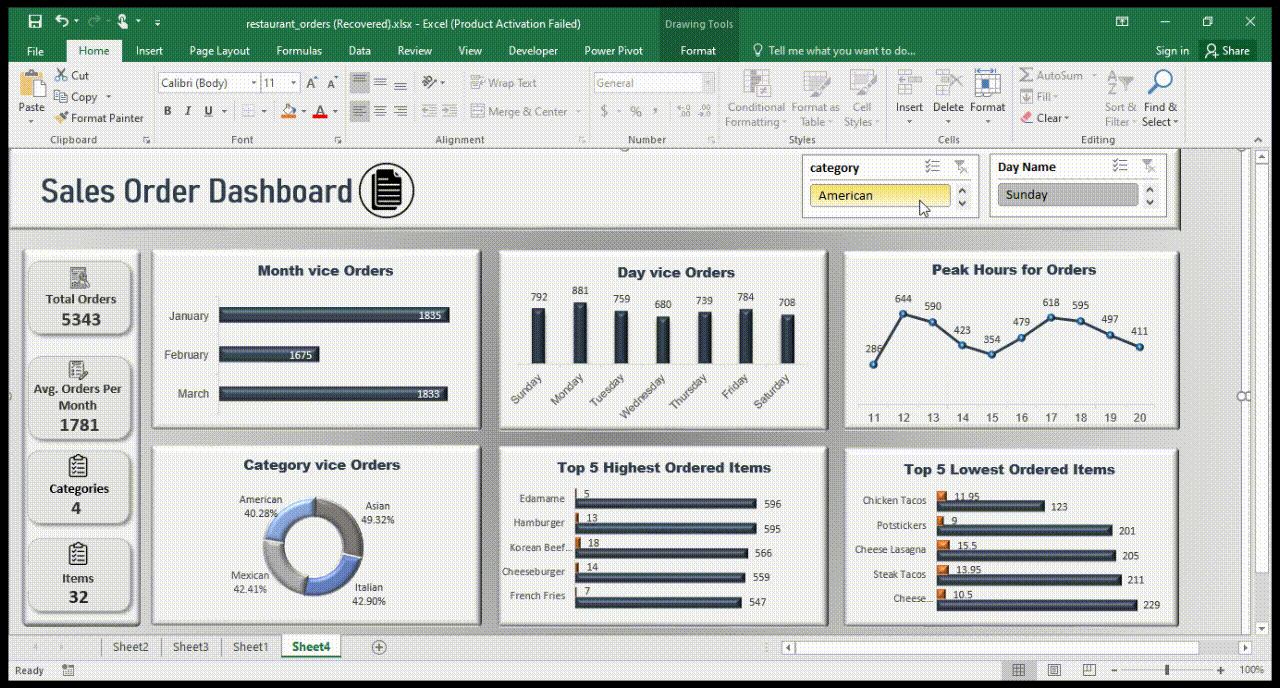 restaurant_orders (Recovered).xlsx - Excel (Product Activation Failed)
Drawing Tools
File Home Insert Page Layout Formulas Data Review View Developer Power Pivot Format Tell me what you want to do... Sign in Share
Paste
Cut
Copy
Format Painter
Clipboard
Calibri (Body) 11
B I U
Font
Wrap Text
Merge & Center
Alignment
General
$ % ,
Number
Conditional Formatting
Format as Table
Cell Styles
Styles
Insert Delete Format
Cells
AutoSum
Fill
Clear
Sort & Filter
Find & Select
Editing
Sales Order Dashboard
category
American
Day Name
Sunday
Total Orders
5343
Avg. Orders Per
Month
1781
Categories
4
Items
32
Month vice Orders
January 1835
February 1675
March 1833
Day vice Orders
792 881 759 680 739 784 708
Sunday Monday Tuesday Wednesday Thursday Friday Saturday
Peak Hours for Orders
286 644 590 423 354 479 618 595 497 411
11 12 13 14 15 16 17 18 19 20
Category vice Orders
American
40.28%
Asian
49.32%
Mexican
42.41%
Italian
42.90%
Top 5 Highest Ordered Items
Edamame 5 596
Hamburger 13 595
Korean Beef... 18 566
Cheeseburger 14 559
French Fries 7 547
Top 5 Lowest Ordered Items
Chicken Tacos 11.95 123
Potstickers 9 201
Cheese Lasagna 15.5 205
Steak Tacos 13.95 211
Cheese... 10.5 229
Sheet2 Sheet3 Sheet1 Sheet4
Ready 100%